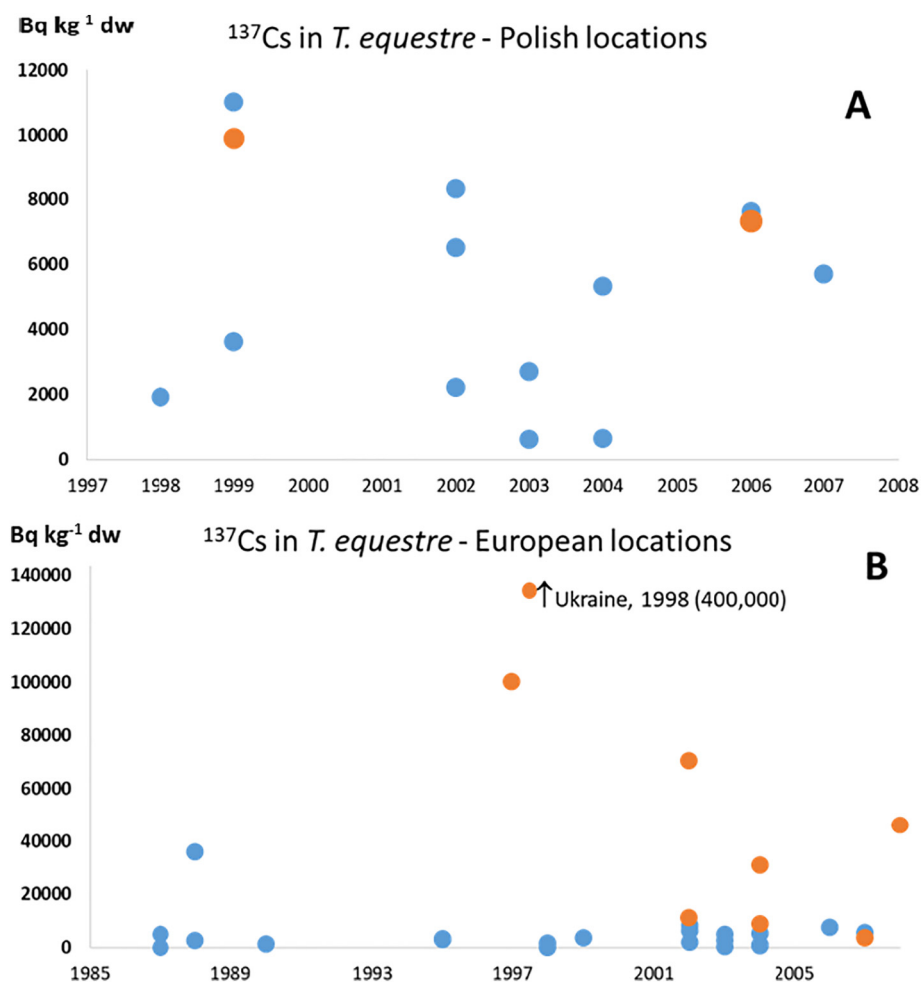 Bq kg⁻¹ dw
¹³⁷Cs in T. equestre - Polish locations
A
12000
10000
8000
6000
4000
2000
0
1997 1998 1999 2000 2001 2002 2003 2004 2005 2006 2007 2008
Bq kg⁻¹ dw
¹³⁷Cs in T. equestre - European locations
B
140000
↑Ukraine, 1998 (400,000)
120000
100000
80000
60000
40000
20000
0
1985 1989 1993 1997 2001 2005